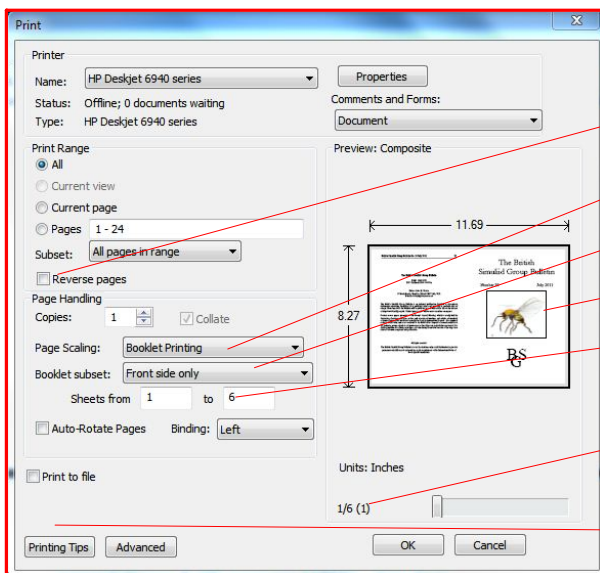 Print
Printer
Name: HP Deskjet 6940 series Properties
Status: Offline; 0 documents waiting Comments and Forms:
Type: HP Deskjet 6940 series Document
Print Range
All
Current view
Current page
Pages 1 - 24
Subset: All pages in range
Reverse pages
Page Handling
Copies: 1 Collate
Page Scaling: Booklet Printing
Booklet subset: Front side only
Sheets from 1 to 6
Auto-Rotate Pages Binding: Left
Print to file
Preview: Composite
11.69
8.27
The British
Simuliid Group Bulletin
July 2011
BSG
Units: Inches
1/6 (1)
Printing Tips Advanced OK Cancel